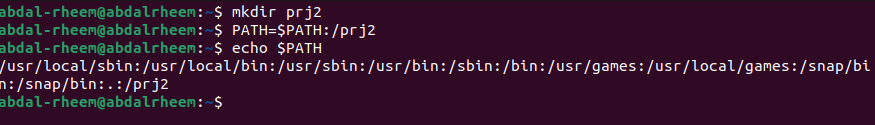 abdal-rheem@abdalrheem:~$ mkdir prj2
abdal-rheem@abdalrheem:~$ PATH=$PATH:/prj2
abdal-rheem@abdalrheem:~$ echo $PATH
/usr/local/sbin:/usr/local/bin:/usr/sbin:/usr/bin:/sbin:/bin:/usr/games:/usr/local/games:/snap/bi
n:/snap/bin:.:/prj2
abdal-rheem@abdalrheem:~$